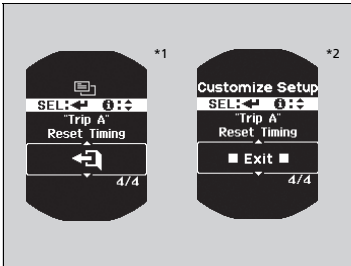 *1
SEL:
i:
"Trip A"
Reset Timing
4/4
*2
Customize Setup
SEL:
i:
"Trip A"
Reset Timing
Exit
4/4